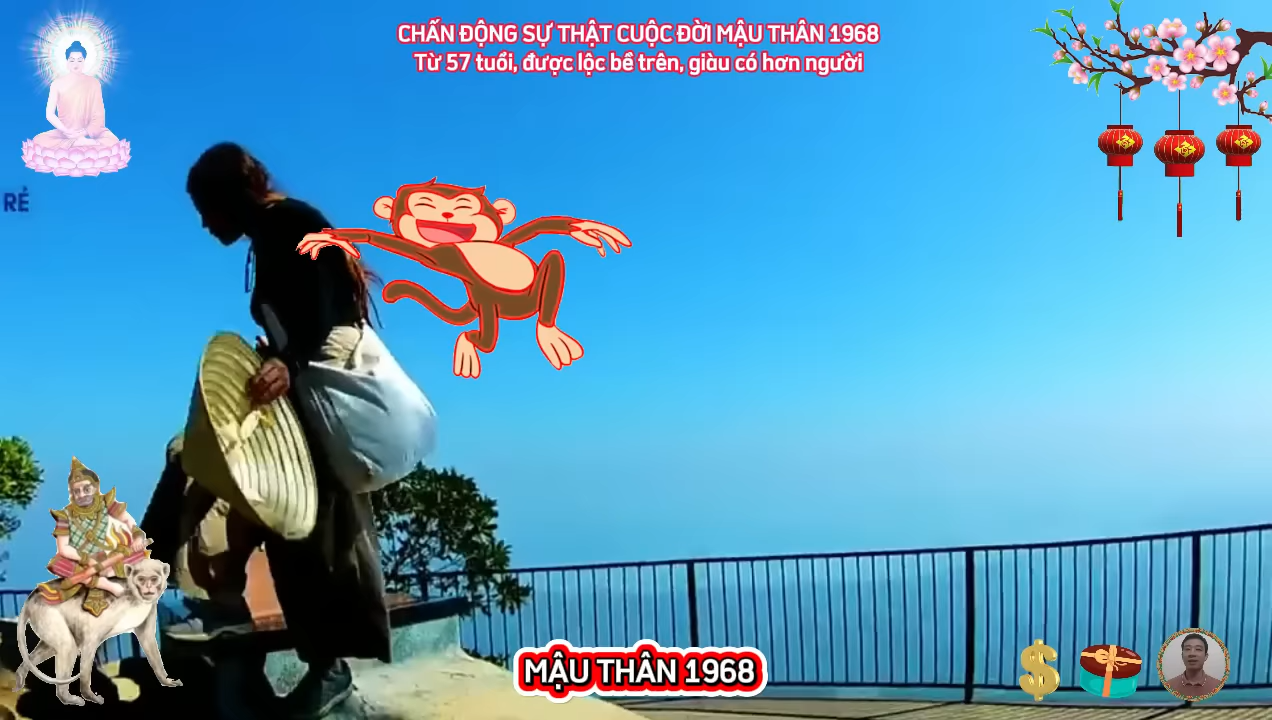 CHẤN ĐỘNG SỰ THẬT CUỘC ĐỜI MẬU THÂN 1968
Từ 57 tuổi, được lộc bề trên, giàu có hơn người
RẺ
MẬU THÂN 1968